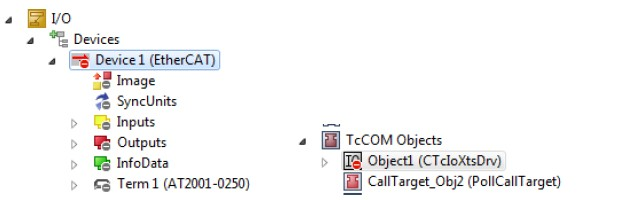 I/O
Devices
Device 1 (EtherCAT)
Image
SyncUnits
Inputs
Outputs
InfoData
Term 1 (AT2001-0250)
TcCOM Objects
Object1 (CTcIoXtsDrv)
CallTarget_Obj2 (PollCallTarget)